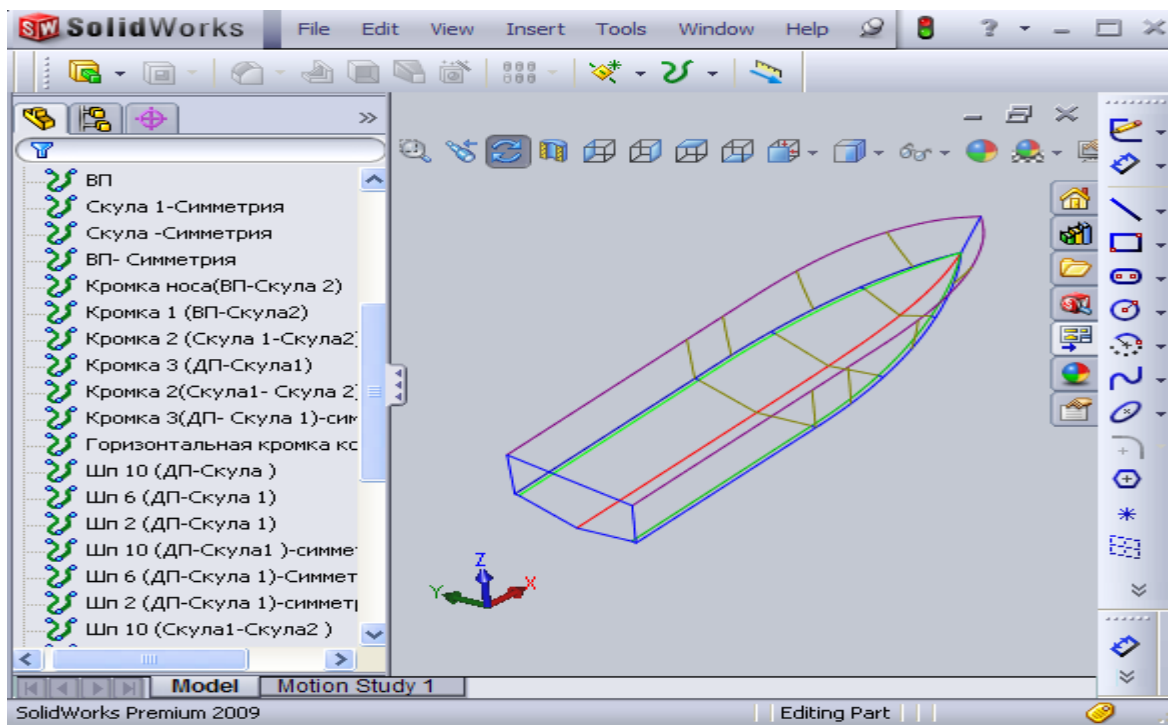 SolidWorks File Edit View Insert Tools Window Help ?
»
ВП
Скула 1-Симметрия
Скула -Симметрия
ВП- Симметрия
Кромка носа(ВП-Скула 2)
Кромка 1 (ВП-Скула2)
Кромка 2 (Скула 1-Скула2)
Кромка 3 (ДП-Скула1)
Кромка 2(Скула1- Скула 2)
Кромка 3(ДП- Скула 1)-сим
Горизонтальная кромка ко
Шп 10 (ДП-Скула )
Шп 6 (ДП-Скула 1)
Шп 2 (ДП-Скула 1)
Шп 10 (ДП-Скула1 )-симме
Шп 6 (ДП-Скула 1)-Симмет
Шп 2 (ДП-Скула 1)-симмет
Шп 10 (Скула1-Скула2 )
Z
Y X
Model Motion Study 1
SolidWorks Premium 2009 Editing Part